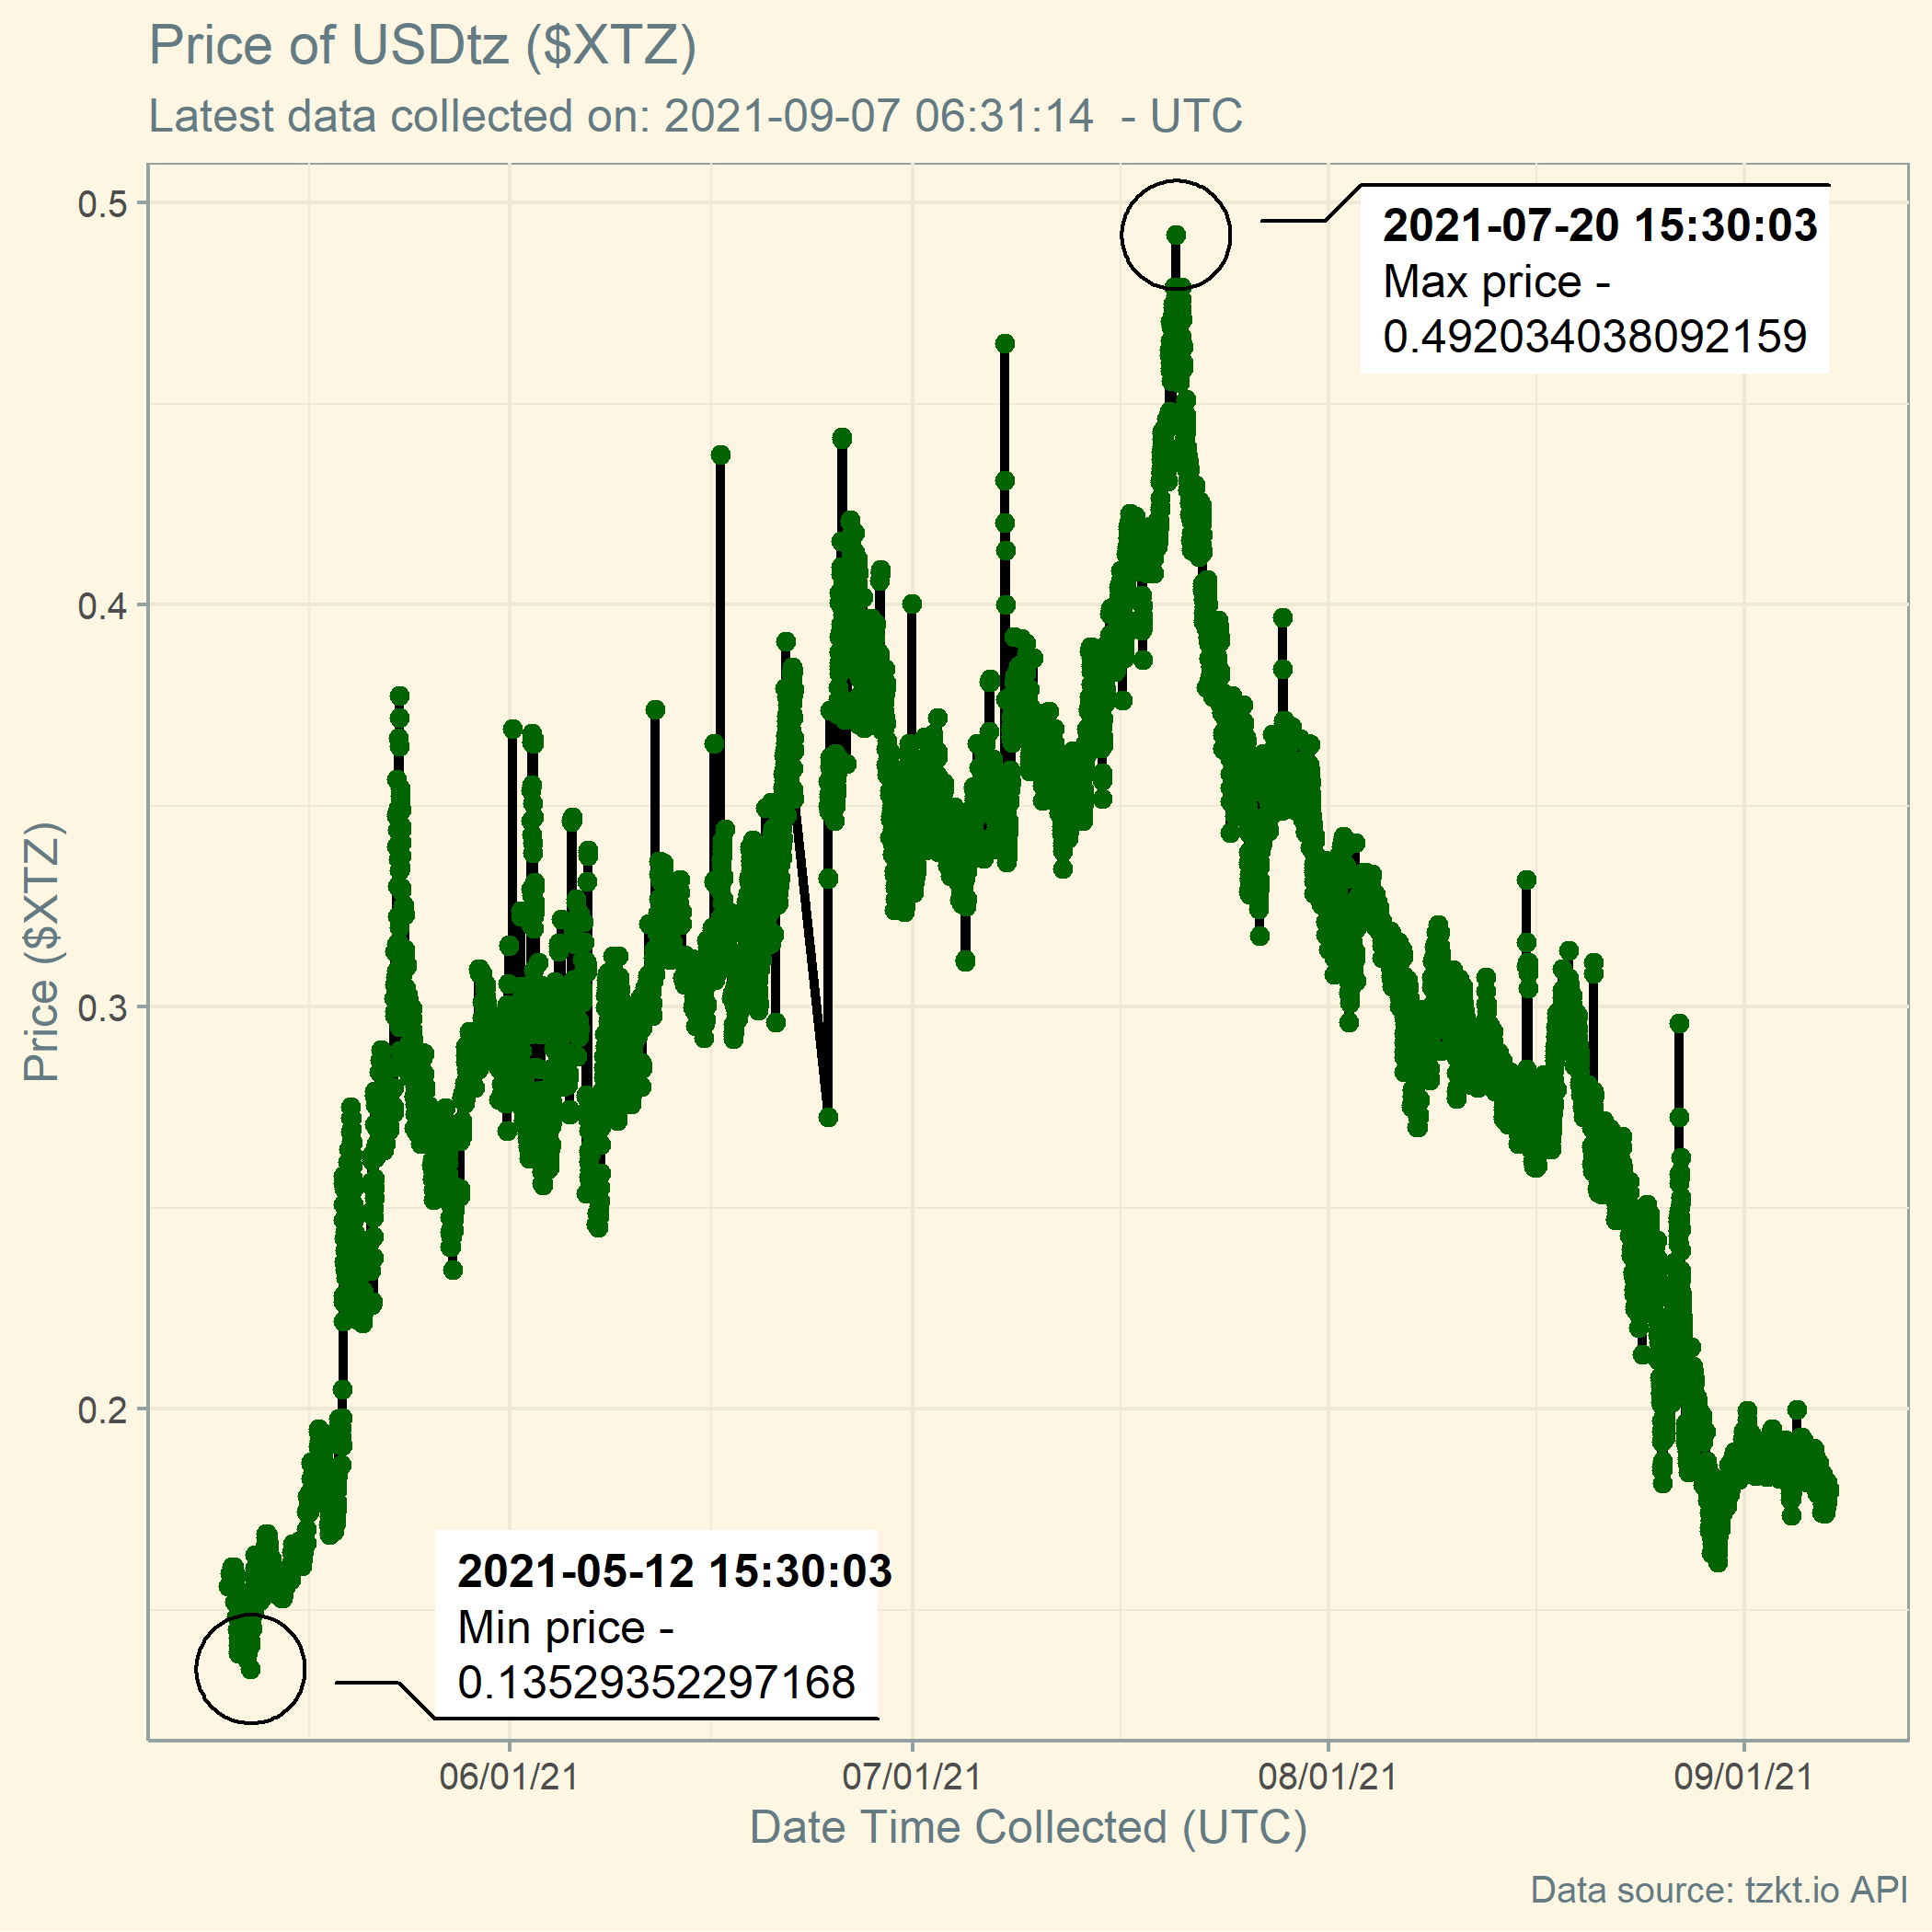 Price of USDtz ($XTZ)
Latest data collected on: 2021-09-07 06:31:14  - UTC
0.5
0.4
0.3
0.2
Price ($XTZ)
2021-07-20 15:30:03
Max price -
0.492034038092159
2021-05-12 15:30:03
Min price -
0.13529352297168
06/01/21
07/01/21
08/01/21
09/01/21
Date Time Collected (UTC)
Data source: tzkt.io API